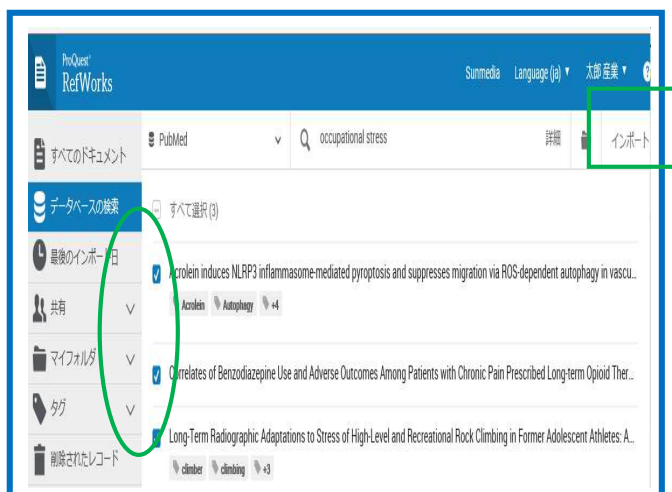 ProQuest
RefWorks
Sunmedia Language (ja) 太郎 産業
すべてのドキュメント
PubMed occupational stress 詳細 インポート
データベースの検索
すべて選択 (3)
最後のインポート日
Acrolein induces NLRP3 inflammasome-mediated pyroptosis and suppresses migration via ROS-dependent autophagy in vascu...
Acrolein Autophagy +4
共有
マイフォルダ
Correlates of Benzodiazepine Use and Adverse Outcomes Among Patients with Chronic Pain Prescribed Long-term Opioid Ther...
タグ
Long-Term Radiographic Adaptations to Stress of High-Level and Recreational Rock Climbing in Former Adolescent Athletes: A...
削除されたレコード
climber climbing +3